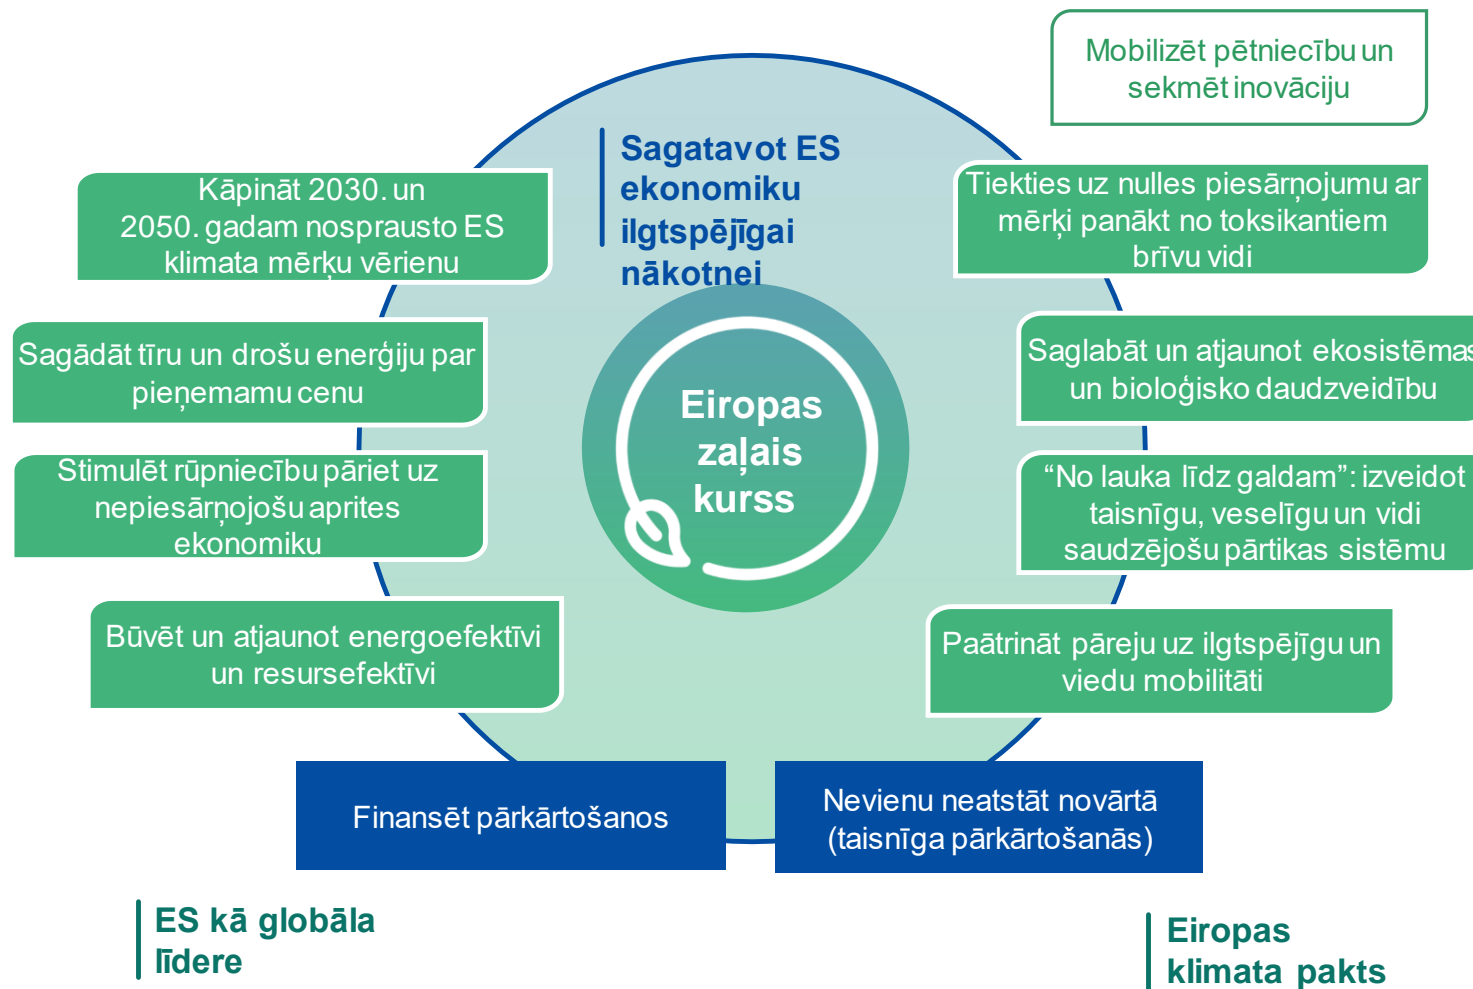 Mobilizēt pētniecību un
sekmēt inovāciju
Sagatavot ES
ekonomiku
ilgtspējīgai
nākotnei
Kāpināt 2030. un
2050. gadam nosprausto ES
klimata mērķu vērienu
Tiekties uz nulles piesārņojumu ar
mērķi panākt no toksikantiem
brīvu vidi
Sagādāt tīru un drošu enerģiju par
pieņemamu cenu
Saglabāt un atjaunot ekosistēmas
un bioloģisko daudzveidību
Eiropas
zaļais
kurss
Stimulēt rūpniecību pāriet uz
nepiesārņojošu aprites
ekonomiku
“No lauka līdz galdam”: izveidot
taisnīgu, veselīgu un vidi
saudzējošu pārtikas sistēmu
Būvēt un atjaunot energoefektīvi
un resursefektīvi
Paātrināt pāreju uz ilgtspējīgu un
viedu mobilitāti
Finansēt pārkārtošanos
Nevienu neatstāt novārtā
(taisnīga pārkārtošanās)
ES kā globāla
līdere
Eiropas
klimata pakts